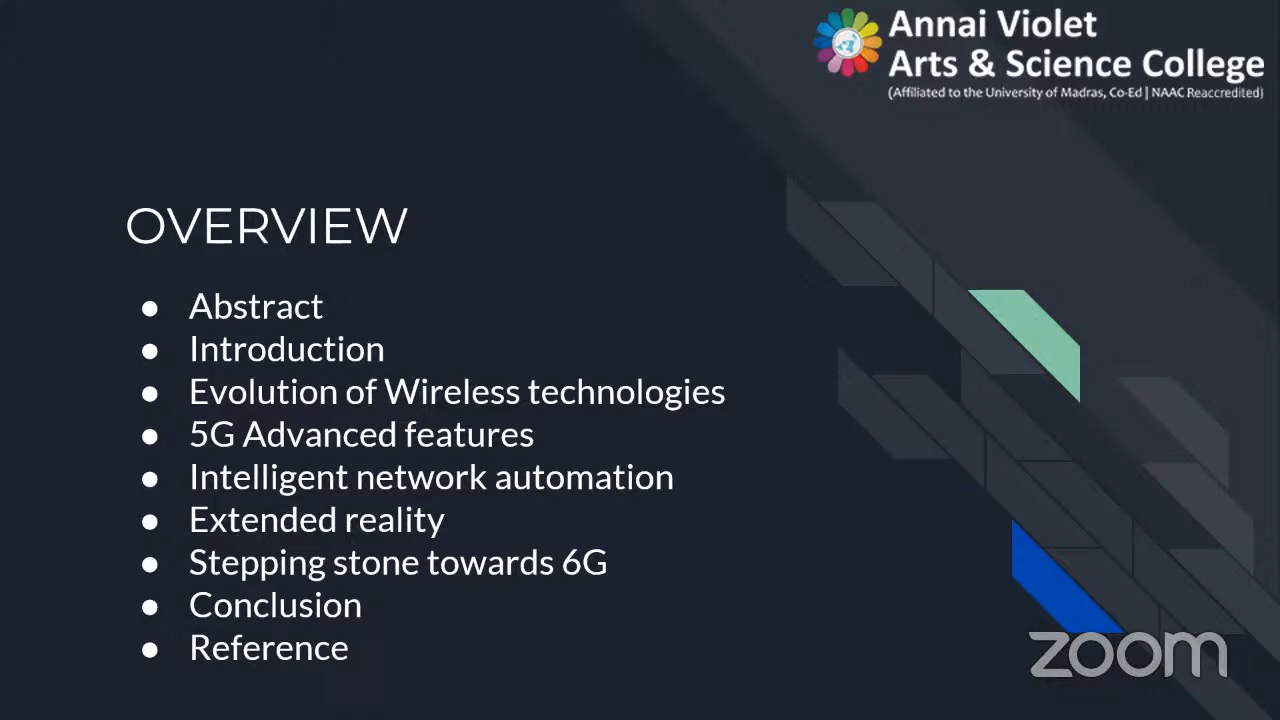 Annai Violet
Arts & Science College
(Affiliated to the University of Madras, Co-Ed | NAAC Reaccredited)
OVERVIEW
● Abstract
● Introduction
● Evolution of Wireless technologies
● 5G Advanced features
● Intelligent network automation
● Extended reality
● Stepping stone towards 6G
● Conclusion
● Reference
zoom